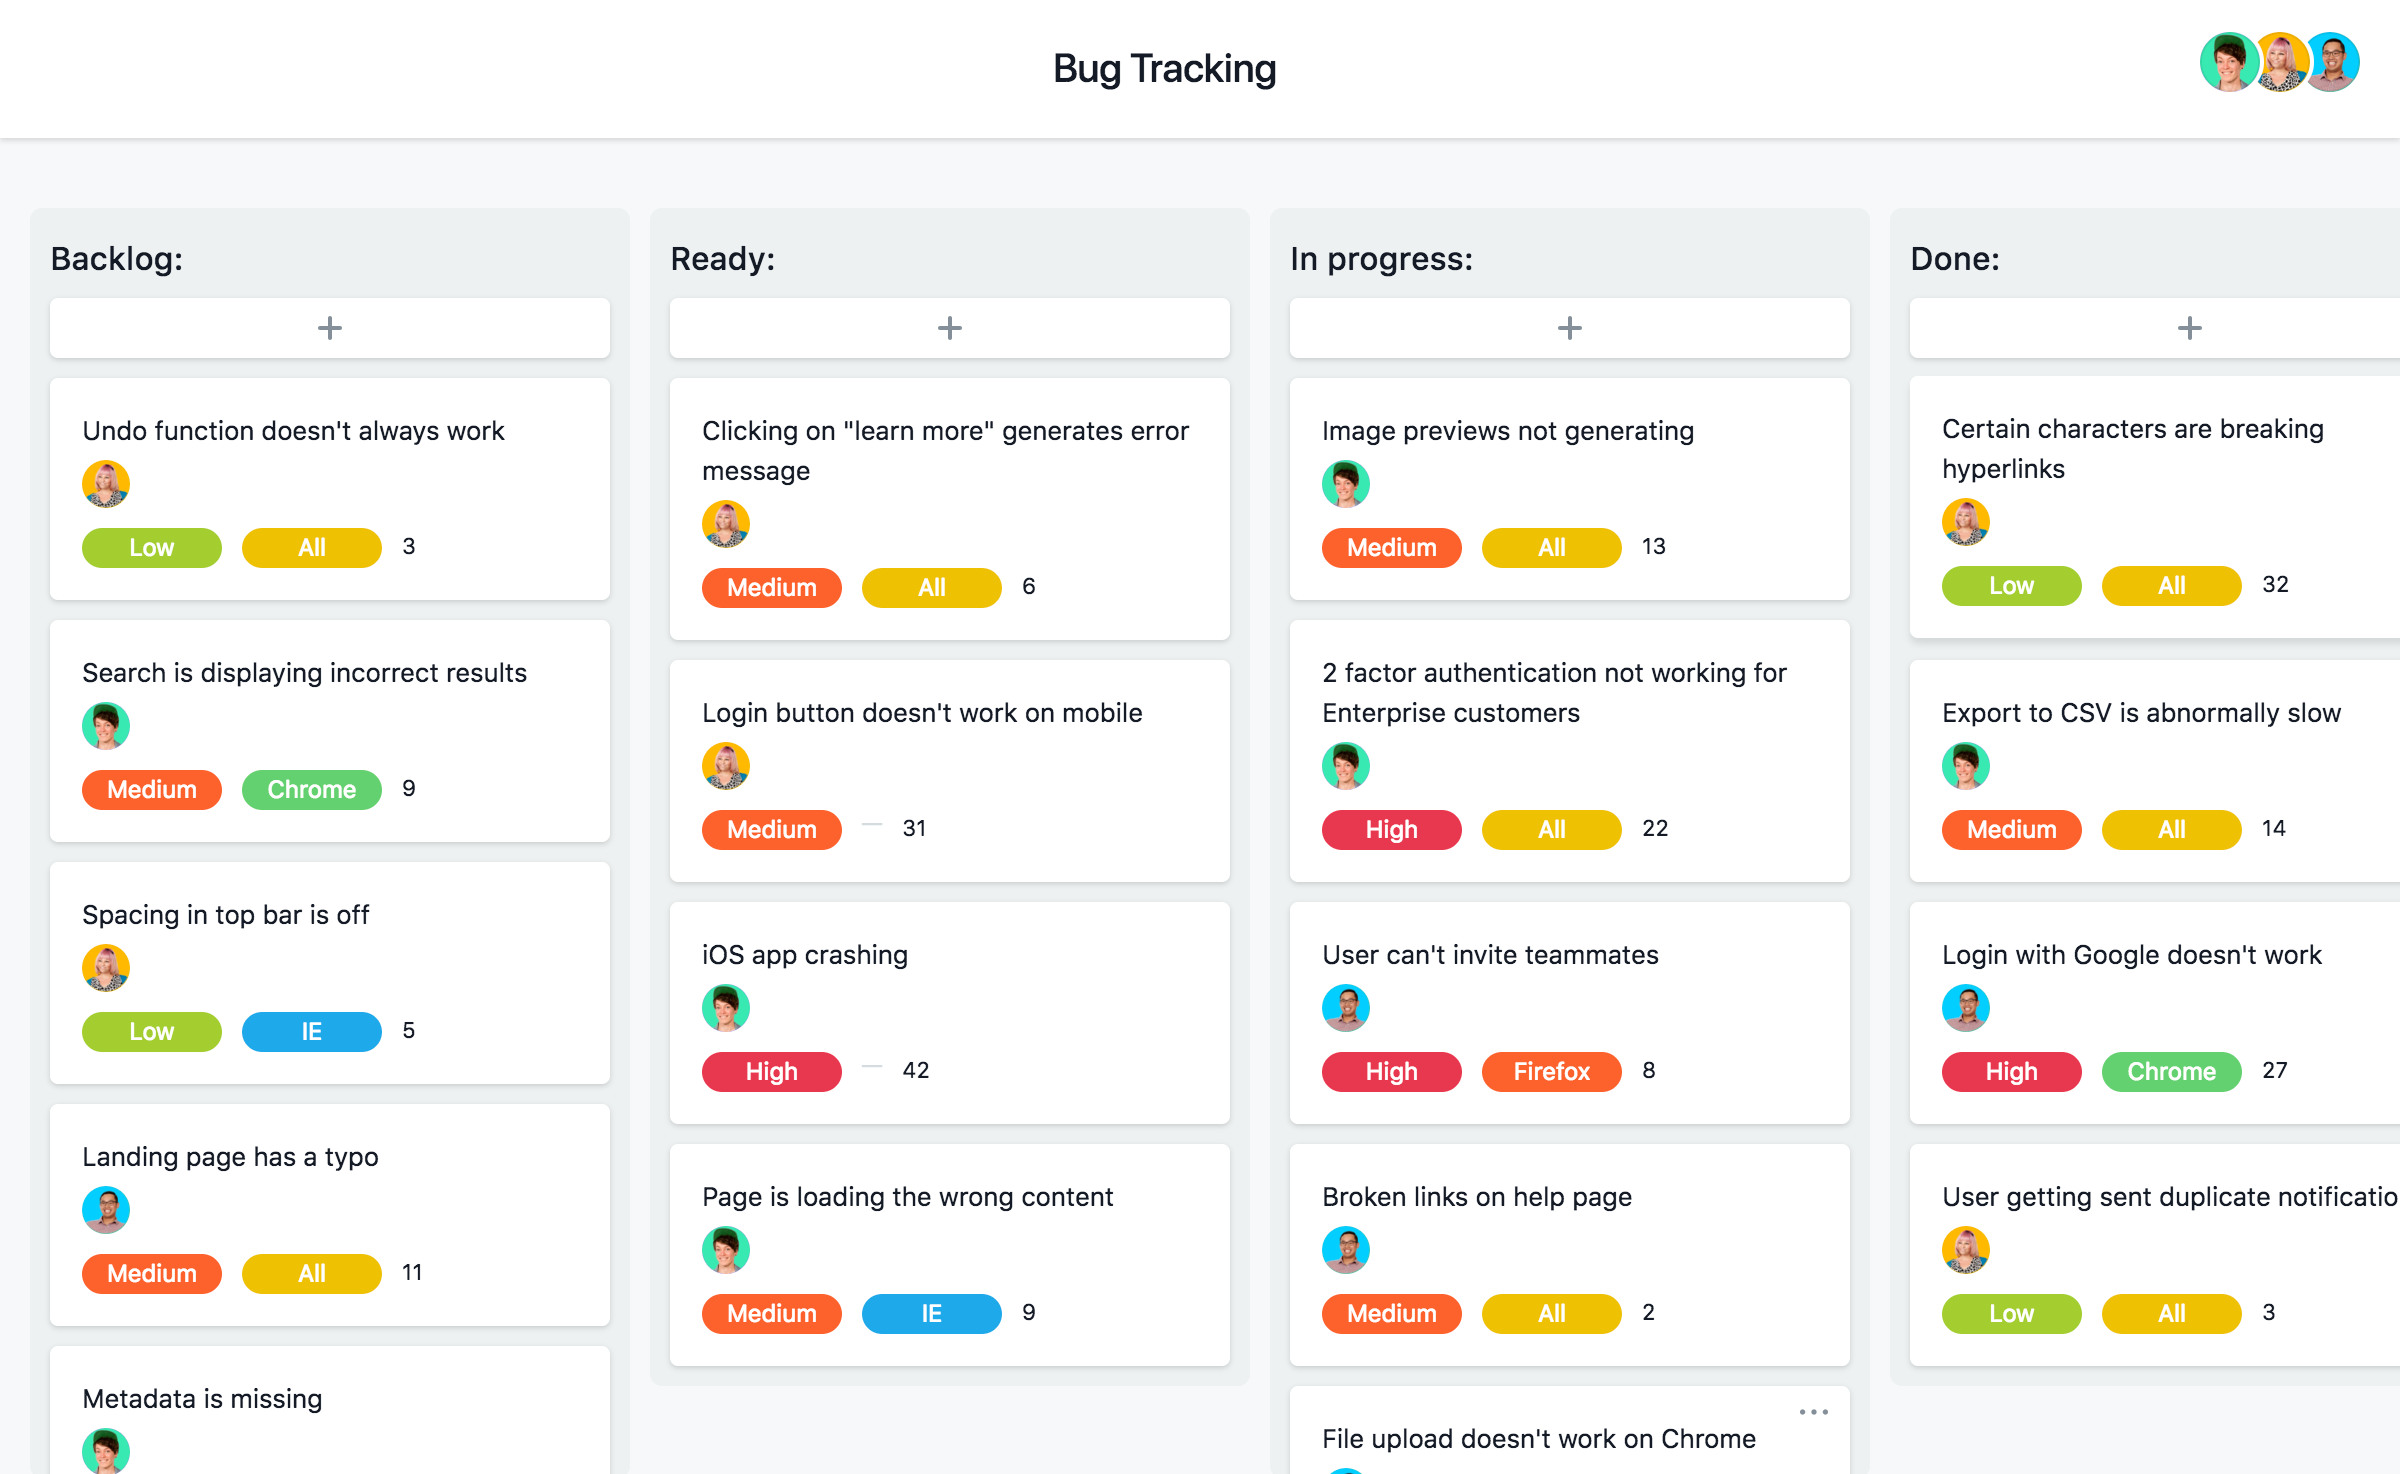 Bug Tracking
Backlog:
Undo function doesn't always work
Low All 3
Search is displaying incorrect results
Medium Chrome 9
Spacing in top bar is off
Low IE 5
Landing page has a typo
Medium All 11
Metadata is missing
Ready:
Clicking on "learn more" generates error
message
Medium All 6
Login button doesn't work on mobile
Medium — 31
iOS app crashing
High — 42
Page is loading the wrong content
Medium IE 9
In progress:
Image previews not generating
Medium All 13
2 factor authentication not working for
Enterprise customers
High All 22
User can't invite teammates
High Firefox 8
Broken links on help page
Medium All 2
File upload doesn't work on Chrome
Done:
Certain characters are breaking
hyperlinks
Low All 32
Export to CSV is abnormally slow
Medium All 14
Login with Google doesn't work
High Chrome 27
User getting sent duplicate notificatio
Low All 3